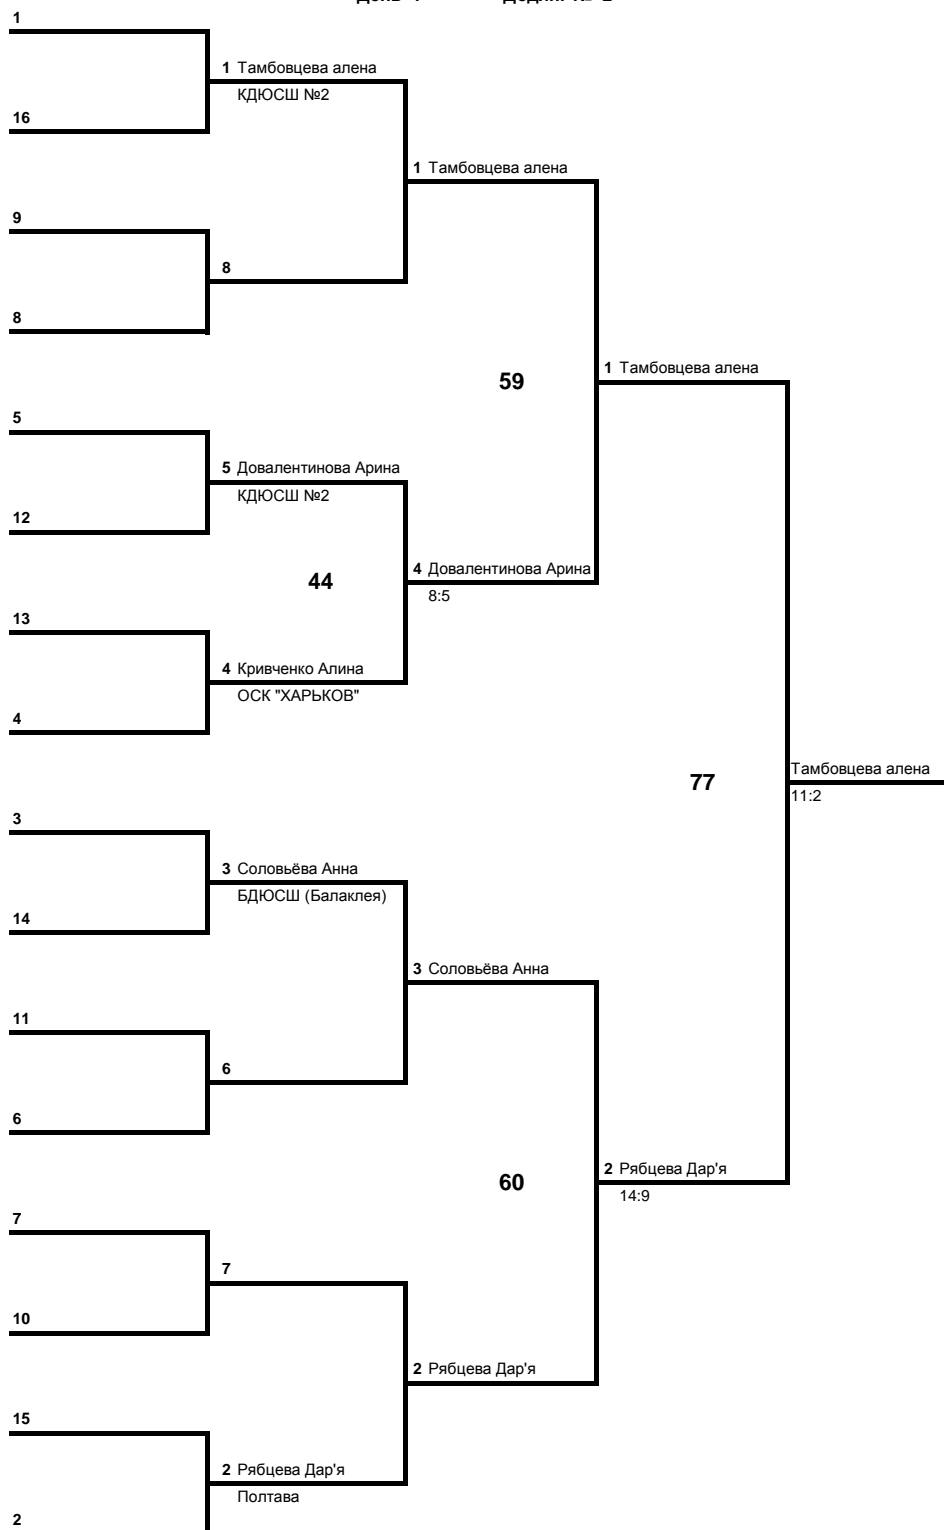 1
1 Тамбовцева алена
КДЮСШ №2
16
1 Тамбовцева алена
9
8
8
1 Тамбовцева алена
59
5
5 Довалентинова Арина
КДЮСШ №2
12
4 Довалентинова Арина
44
8:5
13
4 Кривченко Алина
ОСК "ХАРЬКОВ"
4
Тамбовцева алена
77
11:2
3
3 Соловьёва Анна
БДЮСШ (Балаклея)
14
3 Соловьёва Анна
11
6
6
2 Рябцева Дар'я
60
14:9
7
7
10
2 Рябцева Дар'я
15
2 Рябцева Дар'я
Полтава
2